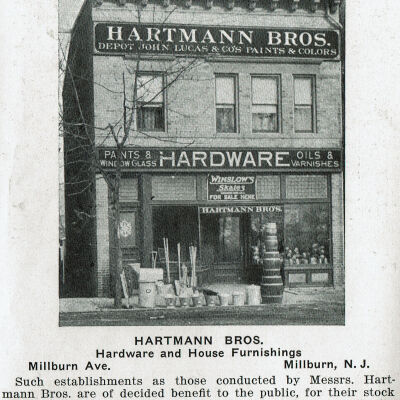 HARTMANN BROS.
DEPOT JOHN LUCAS & CO'S PAINTS & COLORS
PAINTS & WINDOW GLASS
HARDWARE
OILS & VARNISHES
WINSLOW'S
Skates
FOR SALE HERE
HARTMANN BRO'S.
HARTMANN BROS.
Hardware and House Furnishings
Millburn Ave. Millburn, N. J.
Such establishments as those conducted by Messrs. Hart-
mann Bros. are of decided benefit to the public, for their stock